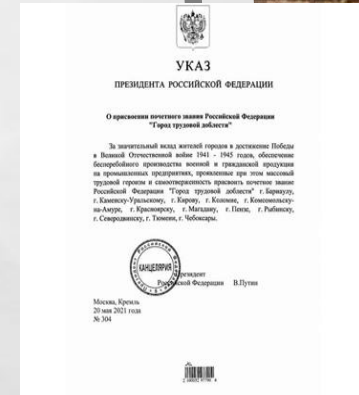 УКАЗ
ПРЕЗИДЕНТА РОССИЙСКОЙ ФЕДЕРАЦИИ
О присвоении почетного звания Российской Федерации
"Город трудовой доблести"
За значительный вклад жителей городов в достижение Победы
в Великой Отечественной войне 1941 - 1945 годов, обеспечение
бесперебойного производства военной и гражданской продукции
на промышленных предприятиях, проявленные при этом массовый
трудовой героизм и самоотверженность присвоить почетное звание
Российской Федерации "Город трудовой доблести" г. Барнаулу,
г. Каменску-Уральскому, г. Кирову, г. Коломне, г. Комсомольску-
на-Амуре, г. Красноярску, г. Магадану, г. Пензе, г. Рыбинску,
г. Северодвинску, г. Тюмени, г. Чебоксары.
КАНЦЕЛЯРИЯ
Президент
Российской Федерации В.Путин
Москва, Кремль
20 мая 2021 года
№ 304